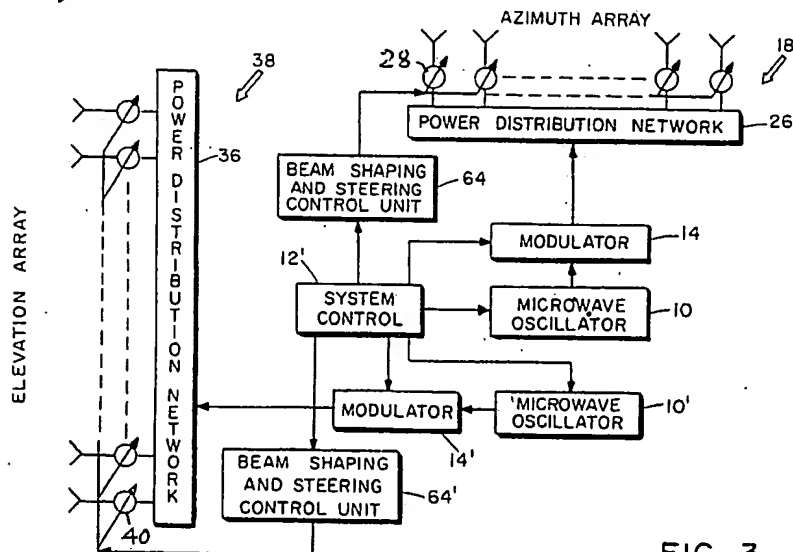 AZIMUTH ARRAY
18
28
38
POWER DISTRIBUTION NETWORK
26
POWER DISTRIBUTION NETWORK
36
BEAM SHAPING
AND STEERING
CONTROL UNIT
64
MODULATOR
14
12'
SYSTEM
CONTROL
MICROWAVE
OSCILLATOR
10
ELEVATION ARRAY
MODULATOR
14'
MICROWAVE
OSCILLATOR
10'
BEAM SHAPING
AND STEERING
CONTROL UNIT
64'
40
FIG. 3